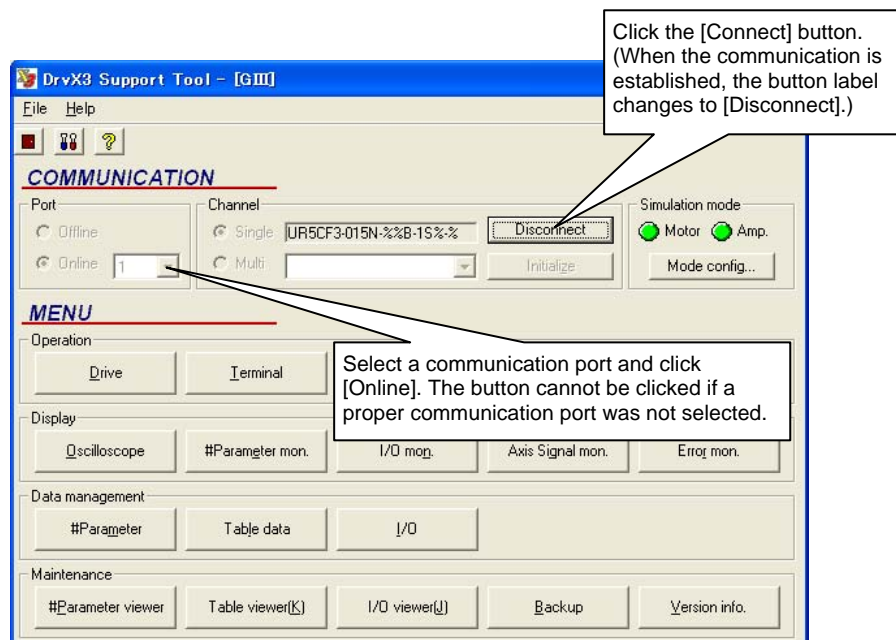 Click the [Connect] button.
(When the communication is
established, the button label
changes to [Disconnect].)
DrvX3 Support Tool - [GⅢ]
File Help
COMMUNICATION
Port
Offline
Online 1
Channel
Single UR5CF3-015N-%%B-1S%-%
Disconnect
Multi
Initialize
Simulation mode
Motor Amp.
Mode config...
MENU
Operation
Drive
Terminal
Select a communication port and click
[Online]. The button cannot be clicked if a
proper communication port was not selected.
Display
Oscilloscope
#Parameter mon.
I/O mon.
Axis Signal mon.
Error mon.
Data management
#Parameter
Table data
I/O
Maintenance
#Parameter viewer
Table viewer(K)
I/O viewer(J)
Backup
Version info.